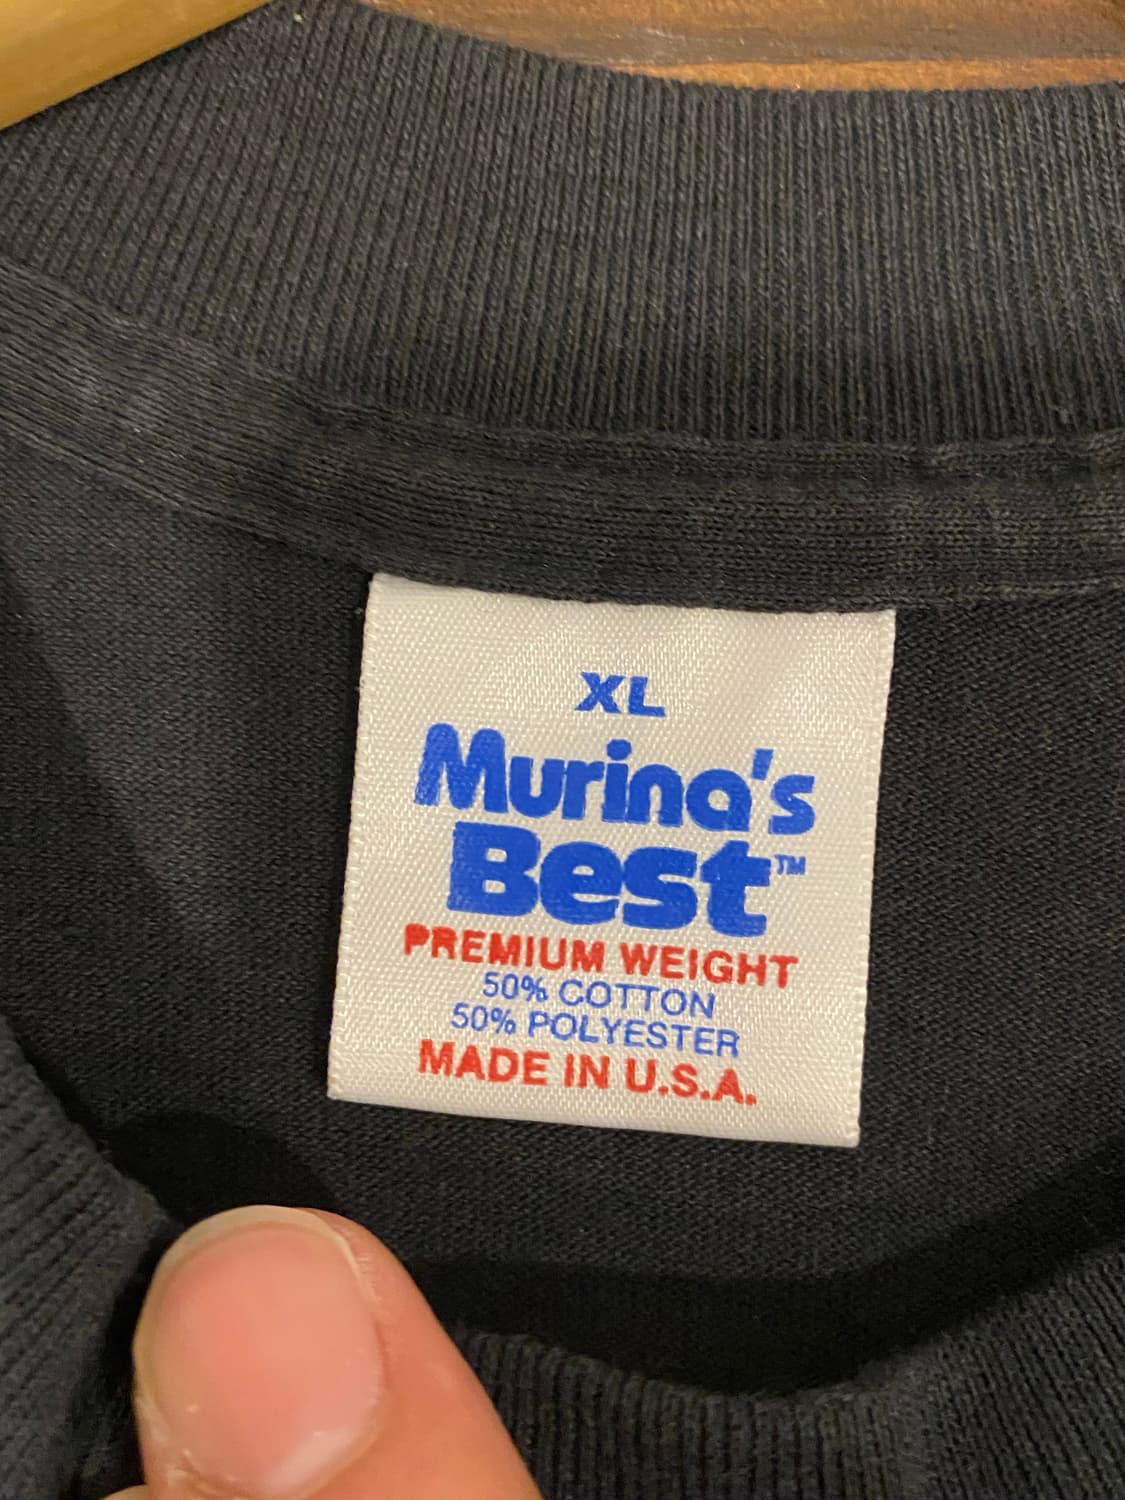 XL
Murina's
Best™
PREMIUM WEIGHT
50% COTTON
50% POLYESTER
MADE IN U.S.A.